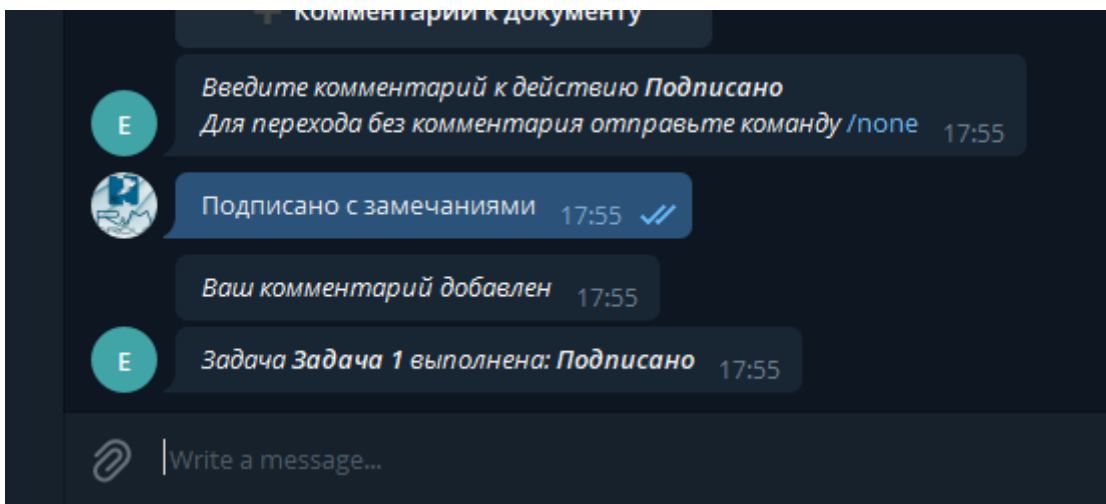 Комментарии к документу
Введите комментарий к действию Подписано
Для перехода без комментария отправьте команду /none 17:55
E
Подписано с замечаниями 17:55
Ваш комментарий добавлен 17:55
E
Задача Задача 1 выполнена: Подписано 17:55
Write a message...